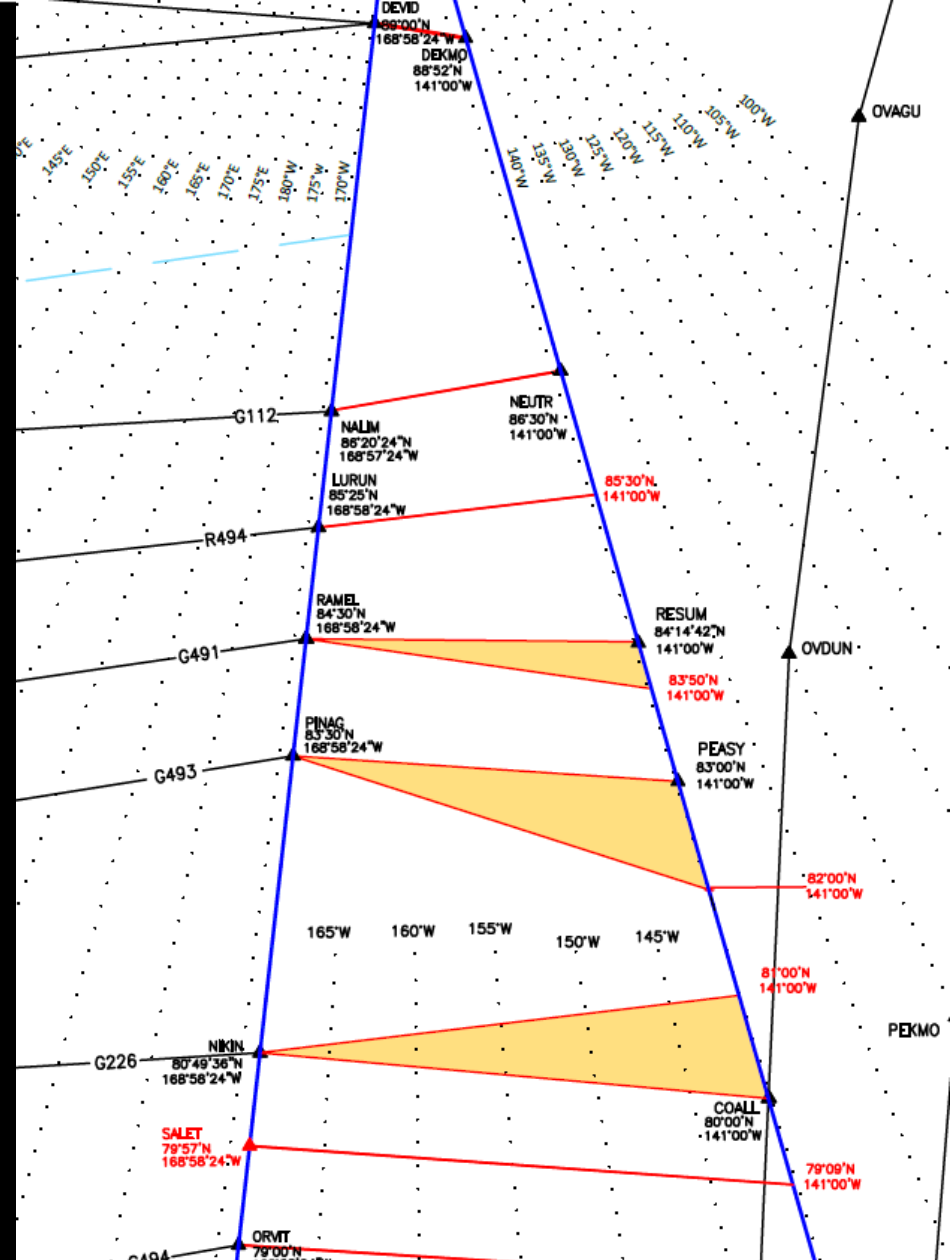 DEVID
89°00'N
168°58'24"W
DEKMO
88°52'N
141°00'W
OVAGU
145°E
150°E
155°E
160°E
165°E
170°E
175°E
180°W
175°W
170°W
140°W
135°W
130°W
125°W
120°W
115°W
110°W
105°W
100°W
G112
NALIM
86°20'24"N
168°57'24"W
NEUTR
86°30'N
141°00'W
LURUN
85°25'N
168°58'24"W
85°30'N
141°00'W
R494
RAMEL
84°30'N
168°58'24"W
RESUM
84°14'42"N
141°00'W
OVDUN
G491
83°50'N
141°00'W
PINAG
83°30'N
168°58'24"W
PEASY
83°00'N
141°00'W
G493
82°00'N
141°00'W
165°W
160°W
155°W
150°W
145°W
81°00'N
141°00'W
PEKMO
NIKIN
80°49'36"N
168°58'24"W
G226
COALL
80°00'N
141°00'W
SALET
79°57'N
168°58'24"W
79°09'N
141°00'W
ORVIT
79°00'N